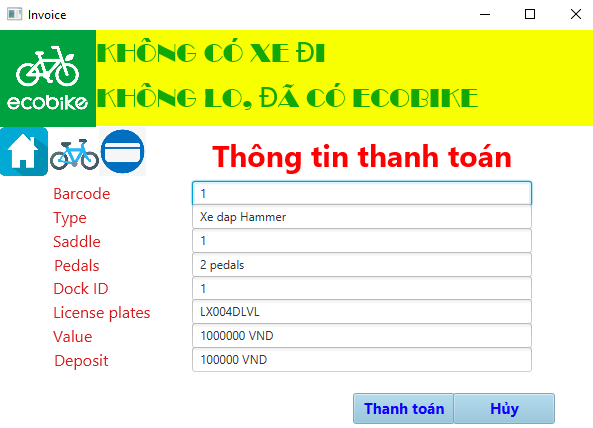 Invoice
KHÔNG CÓ XE ĐI
KHÔNG LO, ĐÃ CÓ ECOBIKE
ecobike
Thông tin thanh toán
Barcode 1
Type Xe dap Hammer
Saddle 1
Pedals 2 pedals
Dock ID 1
License plates LX004DLVL
Value 1000000 VND
Deposit 100000 VND
Thanh toán Hủy